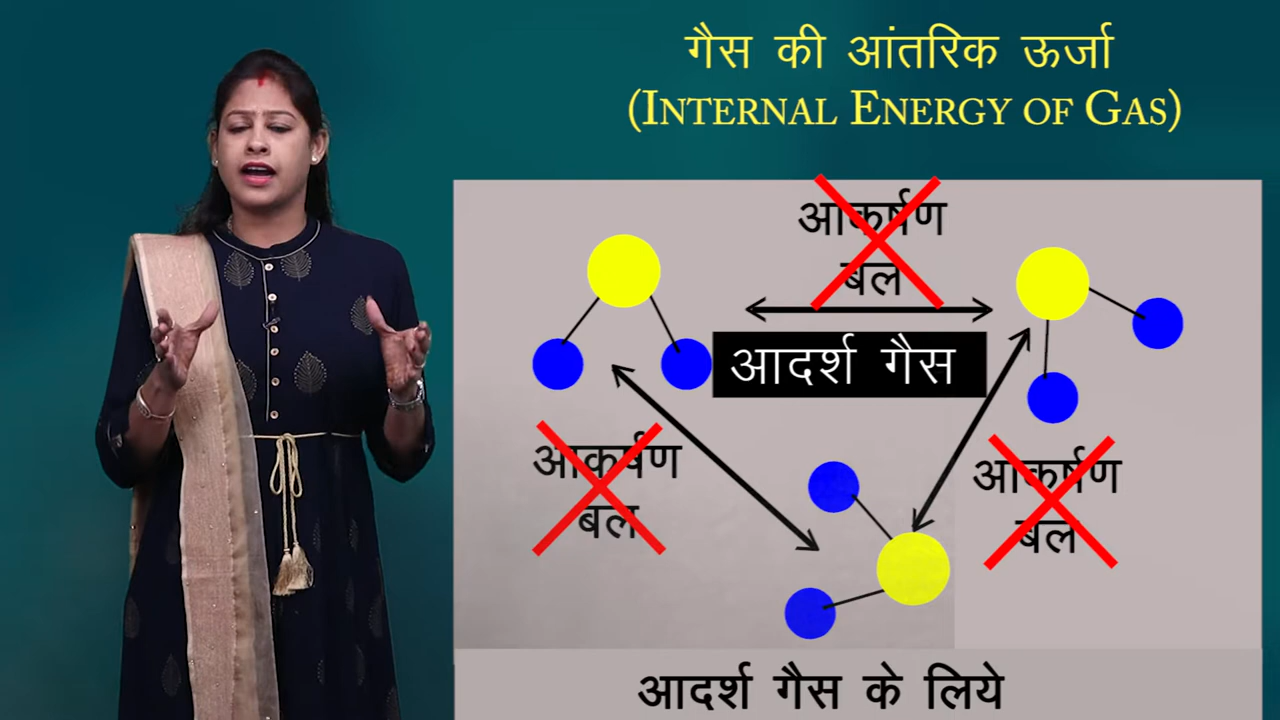 गैस की आंतरिक ऊर्जा
(INTERNAL ENERGY OF GAS)
आकर्षण
बल
आदर्श गैस
आकर्षण
बल
आकर्षण
बल
आदर्श गैस के लिये